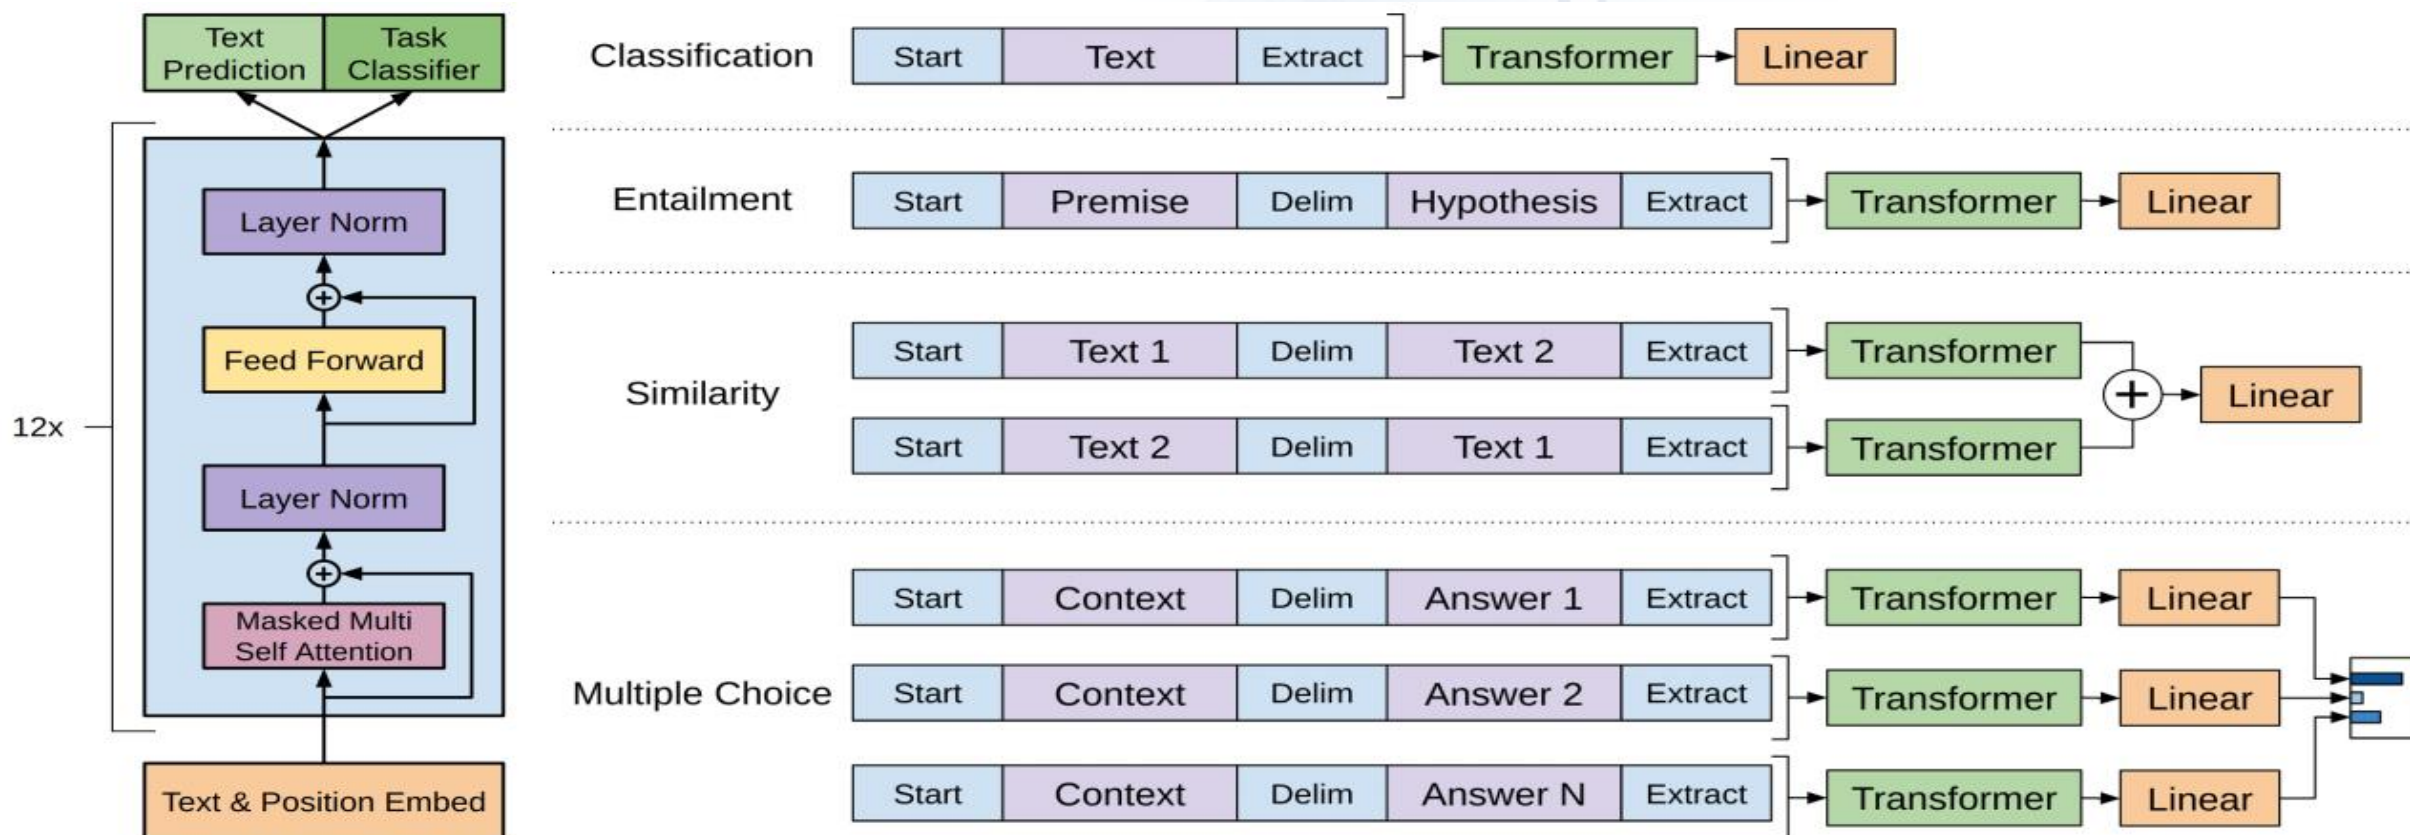 Text
Prediction
Task
Classifier
12x
Layer Norm
Feed Forward
Layer Norm
Masked Multi
Self Attention
Text & Position Embed
Classification Start Text Extract Transformer Linear
Entailment Start Premise Delim Hypothesis Extract Transformer Linear
Similarity
Start Text 1 Delim Text 2 Extract Transformer
+ Linear
Start Text 2 Delim Text 1 Extract Transformer
Multiple Choice
Start Context Delim Answer 1 Extract Transformer Linear
Start Context Delim Answer 2 Extract Transformer Linear
Start Context Delim Answer N Extract Transformer Linear